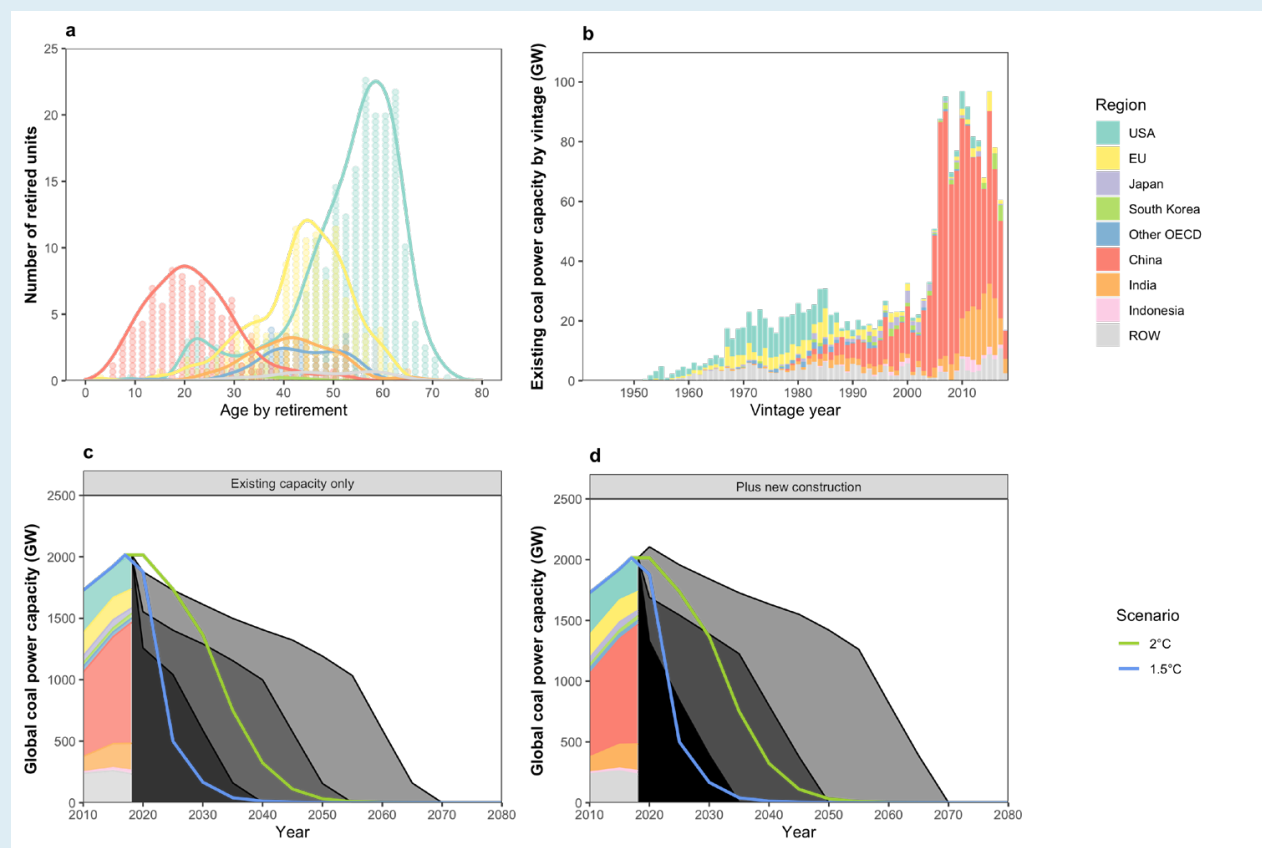 a
Number of retired units
25
20
15
10
5
0
0 10 20 30 40 50 60 70 80
Age by retirement
b
Existing coal power capacity by vintage (GW)
100
80
60
40
20
0
1950 1960 1970 1980 1990 2000 2010
Vintage year
Region
USA
EU
Japan
South Korea
Other OECD
China
India
Indonesia
ROW
c
Existing capacity only
Global coal power capacity (GW)
2500
2000
1500
1000
500
0
2010 2020 2030 2040 2050 2060 2070 2080
Year
d
Plus new construction
Global coal power capacity (GW)
2500
2000
1500
1000
500
0
2010 2020 2030 2040 2050 2060 2070 2080
Year
Scenario
2°C
1.5°C